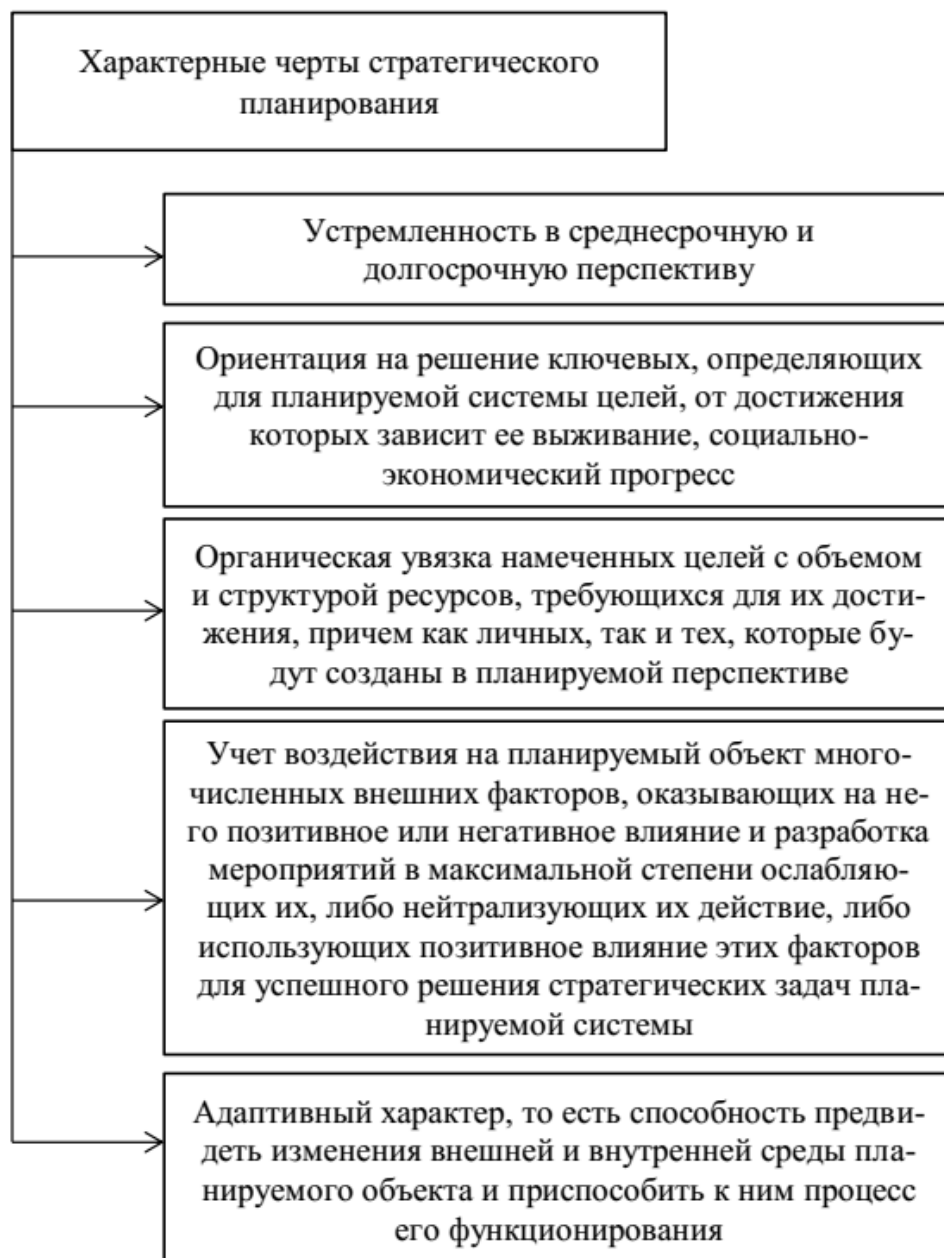 Характерные черты стратегического
планирования
Устремленность в среднесрочную и
долгосрочную перспективу
Ориентация на решение ключевых, определяющих
для планируемой системы целей, от достижения
которых зависит ее выживание, социально-
экономический прогресс
Органическая увязка намеченных целей с объемом
и структурой ресурсов, требующихся для их дости-
жения, причем как личных, так и тех, которые бу-
дут созданы в планируемой перспективе
Учет воздействия на планируемый объект много-
численных внешних факторов, оказывающих на не-
го позитивное или негативное влияние и разработка
мероприятий в максимальной степени ослабляю-
щих их, либо нейтрализующих их действие, либо
использующих позитивное влияние этих факторов
для успешного решения стратегических задач пла-
нируемой системы
Адаптивный характер, то есть способность предви-
деть изменения внешней и внутренней среды пла-
нируемого объекта и приспособить к ним процесс
его функционирования